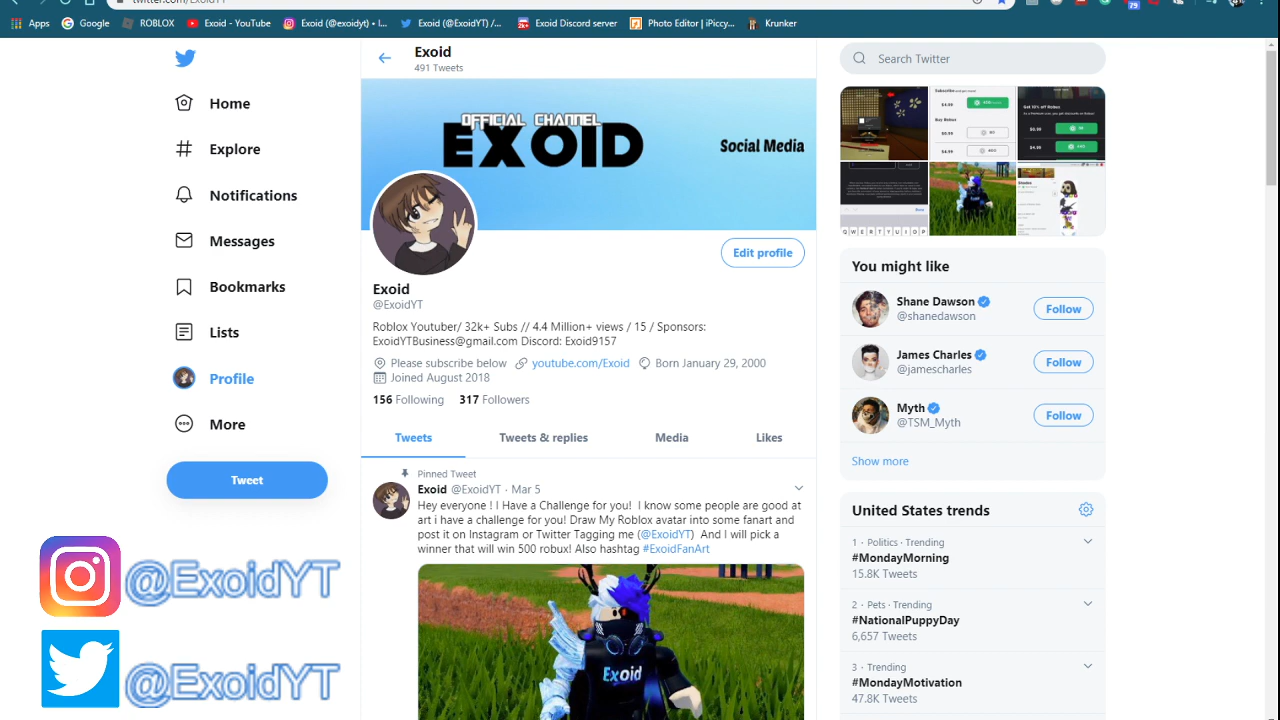 twitter.com/ExoidYT
79
Apps
Google
ROBLOX
Exoid - YouTube
Exoid (@exoidyt) • I...
Exoid (@ExoidYT) /...
Exoid Discord server
Photo Editor | iPiccy...
Krunker
Exoid
491 Tweets
Search Twitter
Home
Explore
Notifications
Messages
Bookmarks
Lists
Profile
More
Tweet
OFFICIAL CHANNEL
EXOID
Social Media
Edit profile
Exoid
@ExoidYT
Roblox Youtuber/ 32k+ Subs // 4.4 Million+ views / 15 / Sponsors:
ExoidYTBusiness@gmail.com Discord: Exoid9157
Please subscribe below
youtube.com/Exoid
Born January 29, 2000
Joined August 2018
156 Following
317 Followers
Tweets
Tweets & replies
Media
Likes
Pinned Tweet
Exoid @ExoidYT · Mar 5
Hey everyone ! I Have a Challenge for you! I know some people are good at
art i have a challenge for you! Draw My Roblox avatar into some fanart and
post it on Instagram or Twitter Tagging me (@ExoidYT) And I will pick a
winner that will win 500 robux! Also hashtag #ExoidFanArt
Exoid
You might like
Shane Dawson
@shanedawson
Follow
James Charles
@jamescharles
Follow
Myth
@TSM_Myth
Follow
Show more
United States trends
1 · Politics · Trending
#MondayMorning
15.8K Tweets
2 · Pets · Trending
#NationalPuppyDay
6,657 Tweets
3 · Trending
#MondayMotivation
47.8K Tweets
@ExoidYT
@ExoidYT